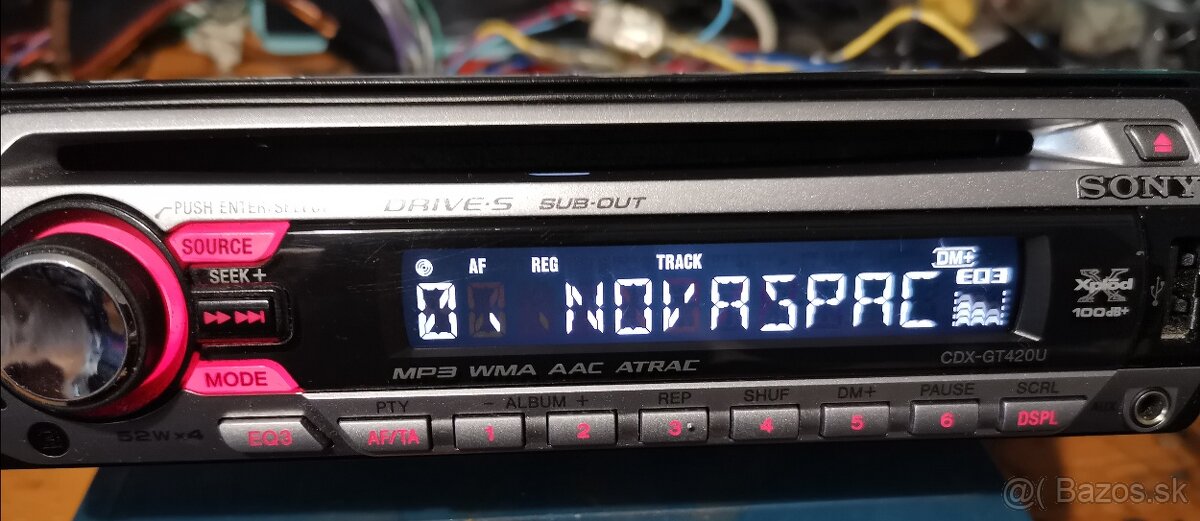 PUSH ENTER/SELECT
DRIVE·S SUB-OUT
SONY
SOURCE
SEEK+
MODE
AF REG TRACK DM+
EQ3
NOVASPAC
Xplod
100dB+
CDX-GT420U
MP3 WMA AAC ATRAC
PTY - ALBUM + REP SHUF DM+ PAUSE SCRL
52W×4
EQ3 AF/TA 1 2 3 4 5 6 DSPL
AUX
@( Bazos.sk